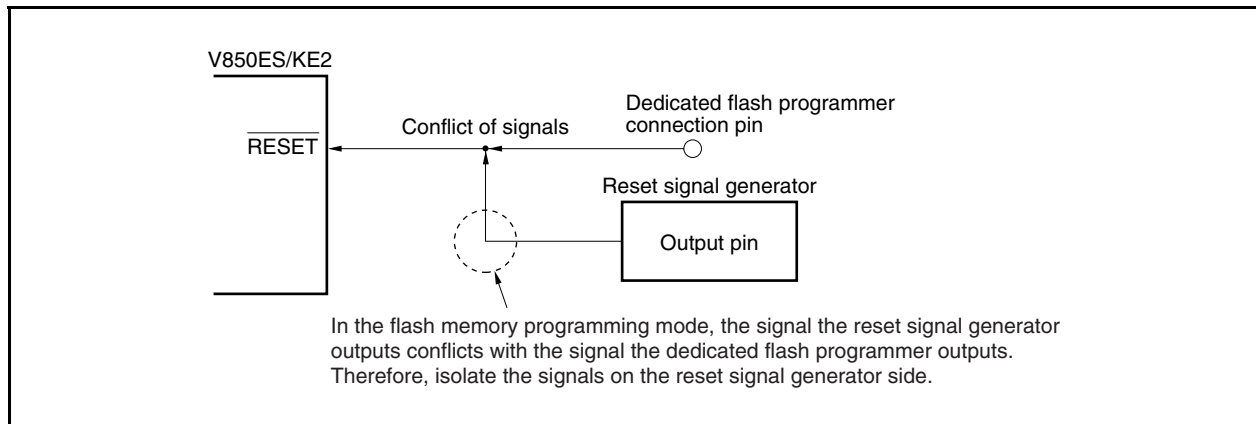 V850ES/KE2
Dedicated flash programmer
connection pin
Conflict of signals
RESET
Reset signal generator
Output pin
In the flash memory programming mode, the signal the reset signal generator
outputs conflicts with the signal the dedicated flash programmer outputs.
Therefore, isolate the signals on the reset signal generator side.